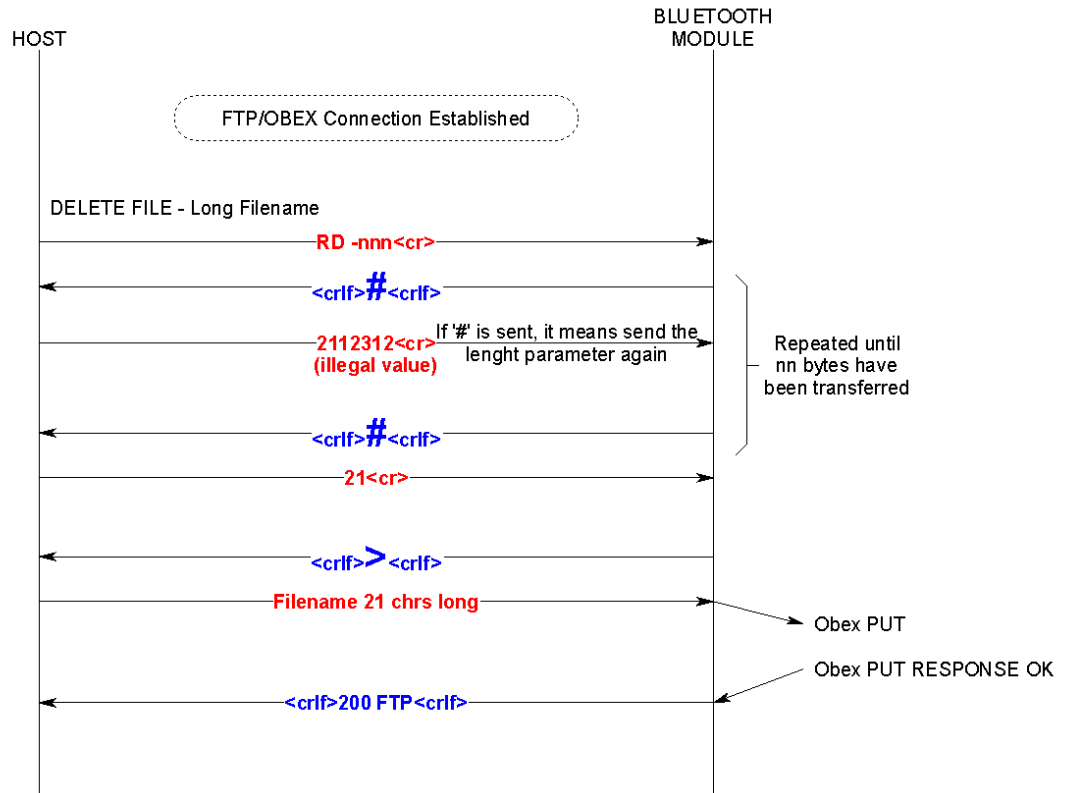 HOST
BLUETOOTH
MODULE
FTP/OBEX Connection Established
DELETE FILE - Long Filename
RD -nnn<cr>
<crlf>#<crlf>
2112312<cr>
(illegal value)
If '#' is sent, it means send the
lenght parameter again
Repeated until
nn bytes have
been transferred
<crlf>#<crlf>
21<cr>
<crlf>><crlf>
Filename 21 chrs long
Obex PUT
Obex PUT RESPONSE OK
<crlf>200 FTP<crlf>